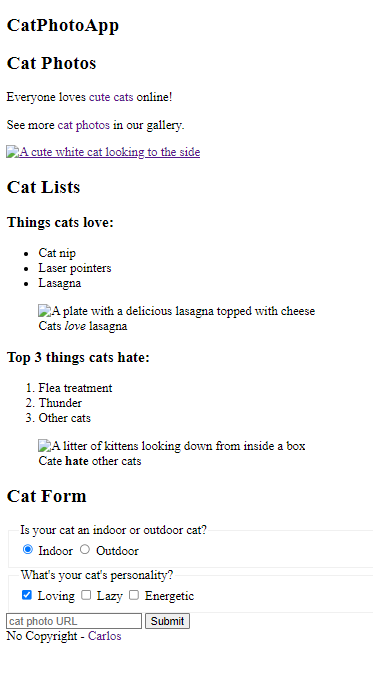 CatPhotoApp
Cat Photos
Everyone loves cute cats online!
See more cat photos in our gallery.
A cute white cat looking to the side
Cat Lists
Things cats love:
Cat nip
Laser pointers
Lasagna
A plate with a delicious lasagna topped with cheese
Cats love lasagna
Top 3 things cats hate:
1. Flea treatment
2. Thunder
3. Other cats
A litter of kittens looking down from inside a box
Cate hate other cats
Cat Form
Is your cat an indoor or outdoor cat?
Indoor Outdoor
What's your cat's personality?
Loving Lazy Energetic
cat photo URL Submit
No Copyright - Carlos